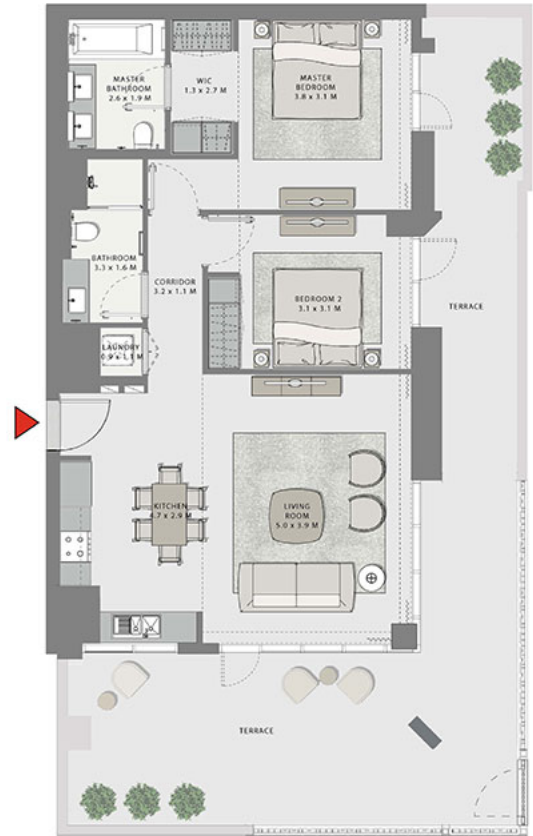 MASTER
BATHROOM
2.6 x 1.9 M
WIC
1.3 x 2.7 M
MASTER
BEDROOM
3.8 x 3.1 M
BATHROOM
3.3 x 1.6 M
CORRIDOR
3.2 x 1.1 M
BEDROOM 2
3.1 x 3.1 M
TERRACE
LAUNDRY
0.9 x 1.1 M
KITCHEN
4.7 x 2.9 M
LIVING
ROOM
5.0 x 3.9 M
TERRACE